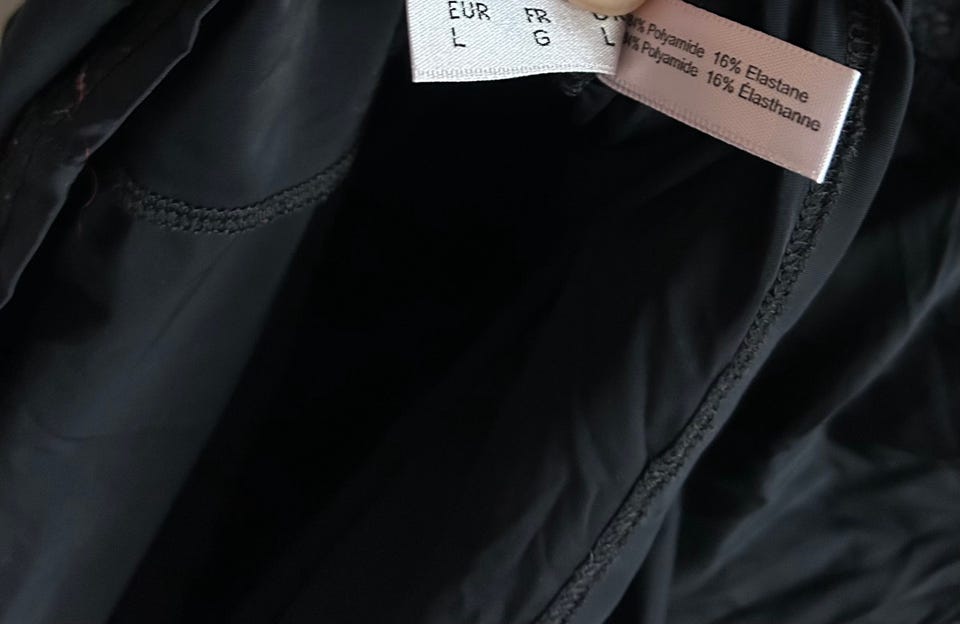 EUR FR
L G L
Polyamide 16% Elastane
Polyamide 16% Élasthanne